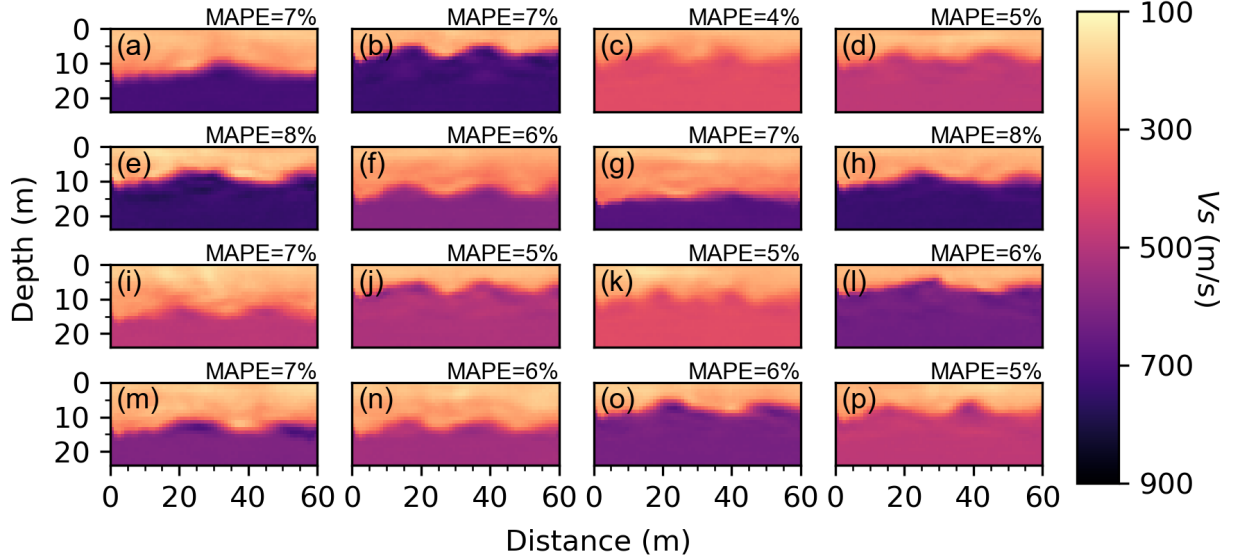 MAPE=7% MAPE=7% MAPE=4% MAPE=5% 100
0 (a) (b) (c) (d)
10
20
MAPE=8% MAPE=6% MAPE=7% MAPE=8% 300
0 (e) (f) (g) (h)
10
20
Depth (m)
500 Vs (m/s)
MAPE=7% MAPE=5% MAPE=5% MAPE=6%
0 (i) (j) (k) (l)
10
20
700
MAPE=7% MAPE=6% MAPE=6% MAPE=5%
0 (m) (n) (o) (p)
10
20
900
0 20 40 60 0 20 40 60 0 20 40 60 0 20 40 60
Distance (m)